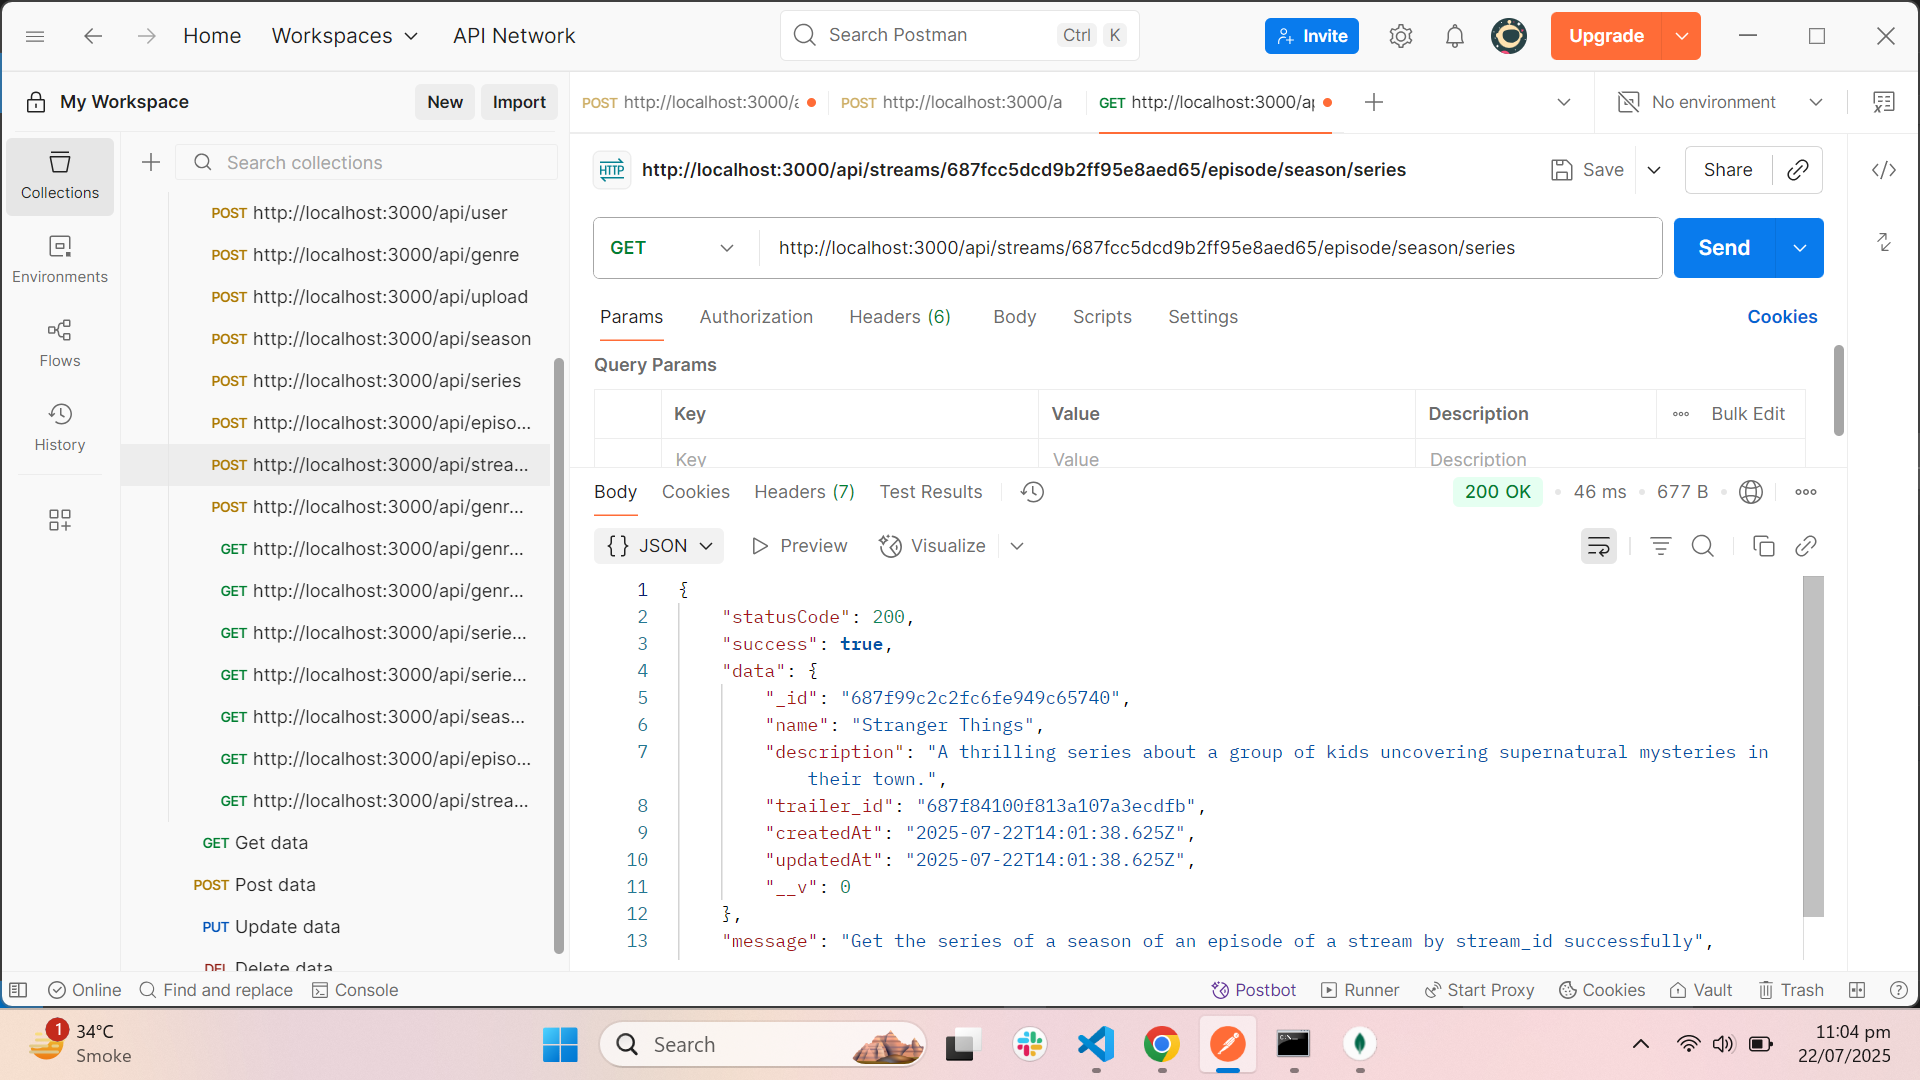 Home
Workspaces
API Network
Search Postman
Ctrl
K
Invite
Upgrade
My Workspace
New
Import
POST http://localhost:3000/a
POST http://localhost:3000/a
GET http://localhost:3000/ap
No environment
Collections
Environments
Flows
History
Search collections
POST http://localhost:3000/api/user
POST http://localhost:3000/api/genre
POST http://localhost:3000/api/upload
POST http://localhost:3000/api/season
POST http://localhost:3000/api/series
POST http://localhost:3000/api/episo...
POST http://localhost:3000/api/strea...
POST http://localhost:3000/api/genr...
GET http://localhost:3000/api/genr...
GET http://localhost:3000/api/genr...
GET http://localhost:3000/api/serie...
GET http://localhost:3000/api/serie...
GET http://localhost:3000/api/seas...
GET http://localhost:3000/api/episo...
GET http://localhost:3000/api/strea...
GET Get data
POST Post data
PUT Update data
DEL Delete data
HTTP http://localhost:3000/api/streams/687fcc5dcd9b2ff95e8aed65/episode/season/series
Save
Share
GET http://localhost:3000/api/streams/687fcc5dcd9b2ff95e8aed65/episode/season/series
Send
Params Authorization Headers (6) Body Scripts Settings
Cookies
Query Params
Key Value Description
Bulk Edit
Key Value Description
Body Cookies Headers (7) Test Results
200 OK • 46 ms • 677 B
{} JSON Preview Visualize
1 {
2 "statusCode": 200,
3 "success": true,
4 "data": {
5 "_id": "687f99c2c2fc6fe949c65740",
6 "name": "Stranger Things",
7 "description": "A thrilling series about a group of kids uncovering supernatural mysteries in
their town.",
8 "trailer_id": "687f84100f813a107a3ecdfb",
9 "createdAt": "2025-07-22T14:01:38.625Z",
10 "updatedAt": "2025-07-22T14:01:38.625Z",
11 "__v": 0
12 },
13 "message": "Get the series of a season of an episode of a stream by stream_id successfully",
Online
Find and replace
Console
Postbot
Runner
Start Proxy
Cookies
Vault
Trash
1
34°C
Smoke
Search
11:04 pm
22/07/2025